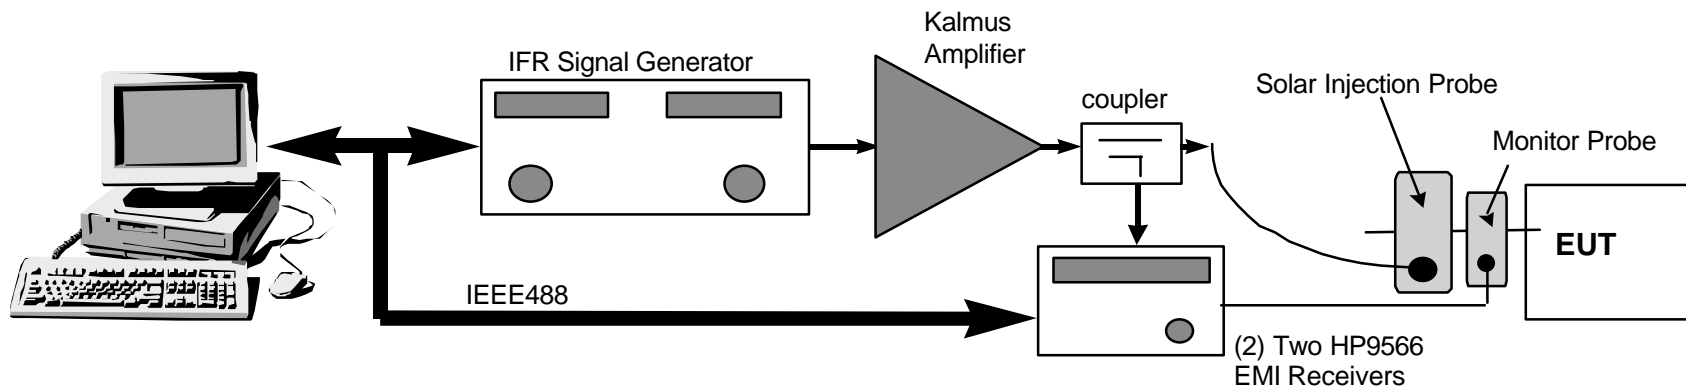 Kalmus
Amplifier
IFR Signal Generator
coupler
Solar Injection Probe
Monitor Probe
EUT
IEEE488
(2) Two HP9566
EMI Receivers